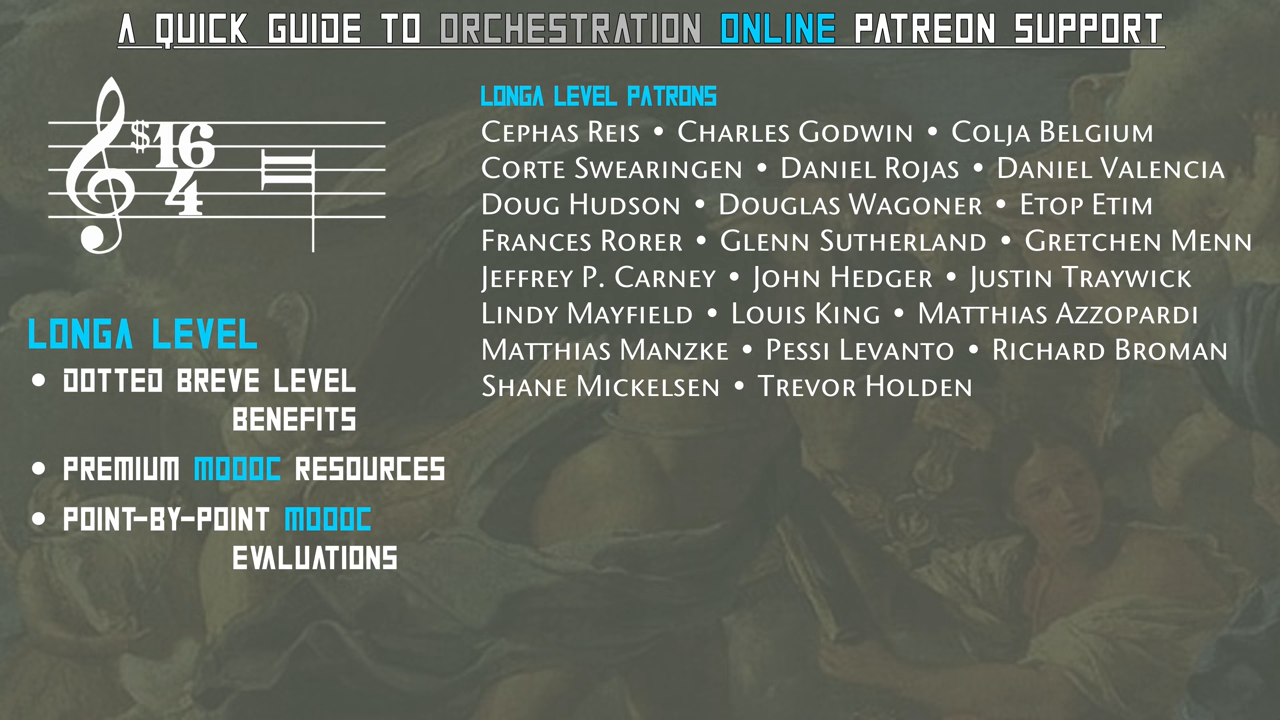 A QUICK GUIDE TO ORCHESTRATION ONLINE PATREON SUPPORT
$16
4
LONGA LEVEL
• DOTTED BREVE LEVEL
BENEFITS
• PREMIUM MOOOC RESOURCES
• POINT-BY-POINT MOOOC
EVALUATIONS
LONGA LEVEL PATRONS
CEPHAS REIS • CHARLES GODWIN • COLJA BELGIUM
CORTE SWEARINGEN • DANIEL ROJAS • DANIEL VALENCIA
DOUG HUDSON • DOUGLAS WAGONER • ETOP ETIM
FRANCES RORER • GLENN SUTHERLAND • GRETCHEN MENN
JEFFREY P. CARNEY • JOHN HEDGER • JUSTIN TRAYWICK
LINDY MAYFIELD • LOUIS KING • MATTHIAS AZZOPARDI
MATTHIAS MANZKE • PESSI LEVANTO • RICHARD BROMAN
SHANE MICKELSEN • TREVOR HOLDEN